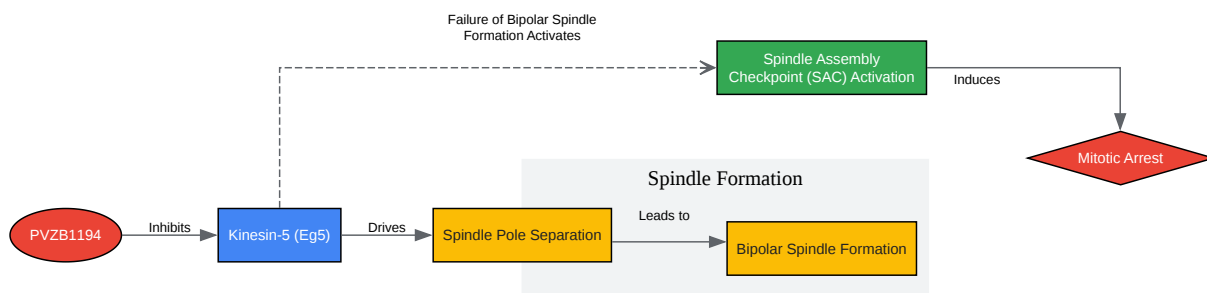 Failure of Bipolar Spindle
Formation Activates
Spindle Assembly
Checkpoint (SAC) Activation
Induces
Mitotic Arrest
Spindle Formation
PVZB1194
Inhibits
Kinesin-5 (Eg5)
Drives
Spindle Pole Separation
Leads to
Bipolar Spindle Formation